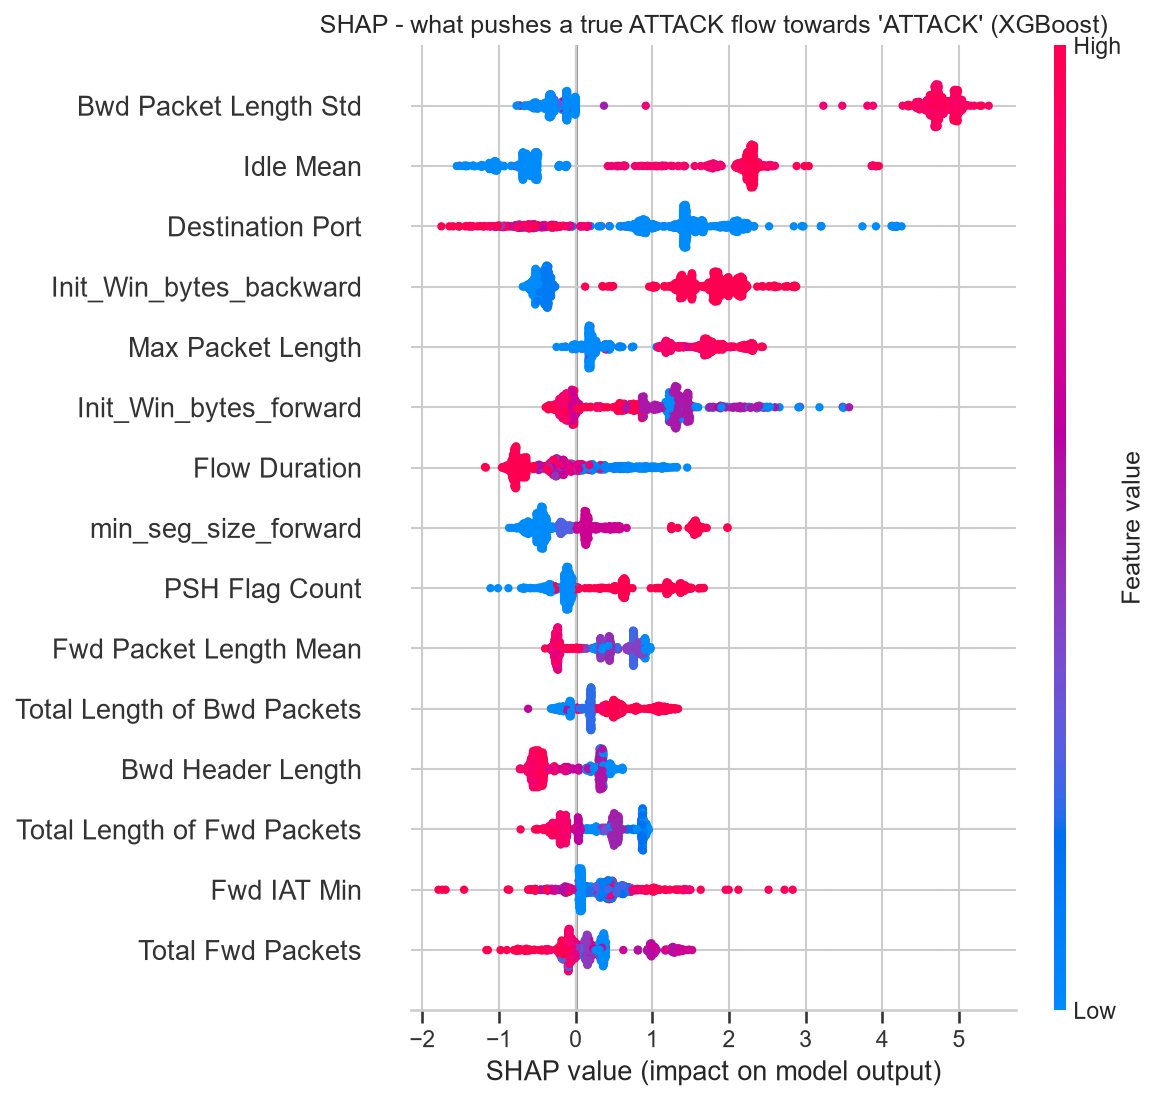 SHAP - what pushes a true ATTACK flow towards 'ATTACK' (XGBoost)
High
Bwd Packet Length Std
Idle Mean
Destination Port
Init_Win_bytes_backward
Max Packet Length
Init_Win_bytes_forward
Flow Duration
min_seg_size_forward
PSH Flag Count
Fwd Packet Length Mean
Total Length of Bwd Packets
Bwd Header Length
Total Length of Fwd Packets
Fwd IAT Min
Total Fwd Packets
Feature value
Low
−2 −1 0 1 2 3 4 5
SHAP value (impact on model output)